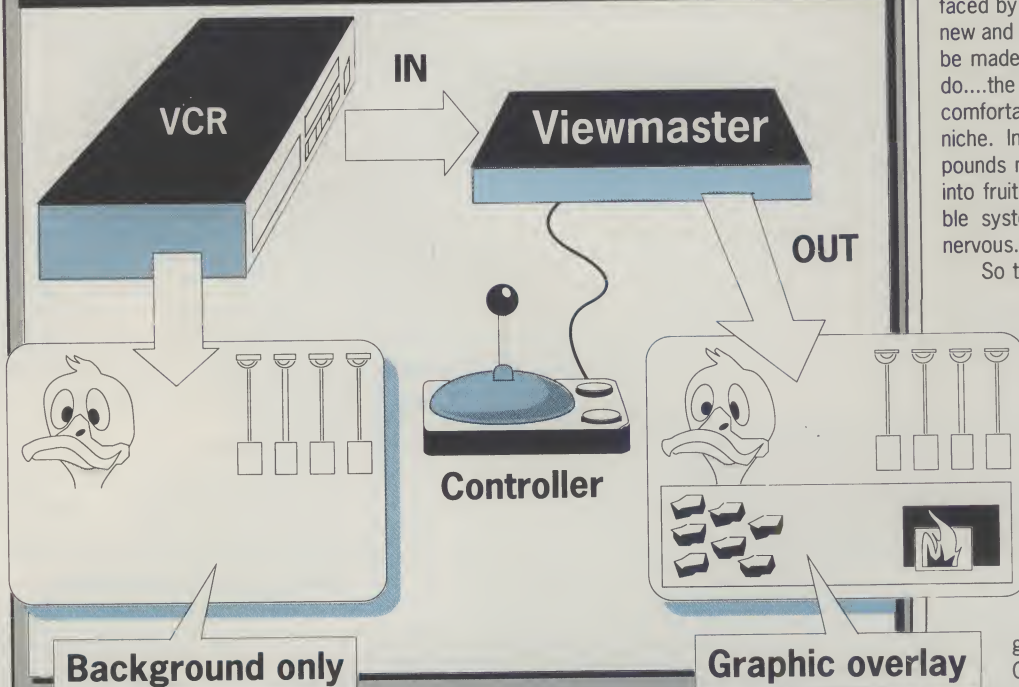 VCR
IN
Viewmaster
OUT
Controller
Background only
Graphic overlay
faced by
new and
be made
do....the
comforta
niche. In
pounds r
into fruit
ble syste
nervous.
So t
g